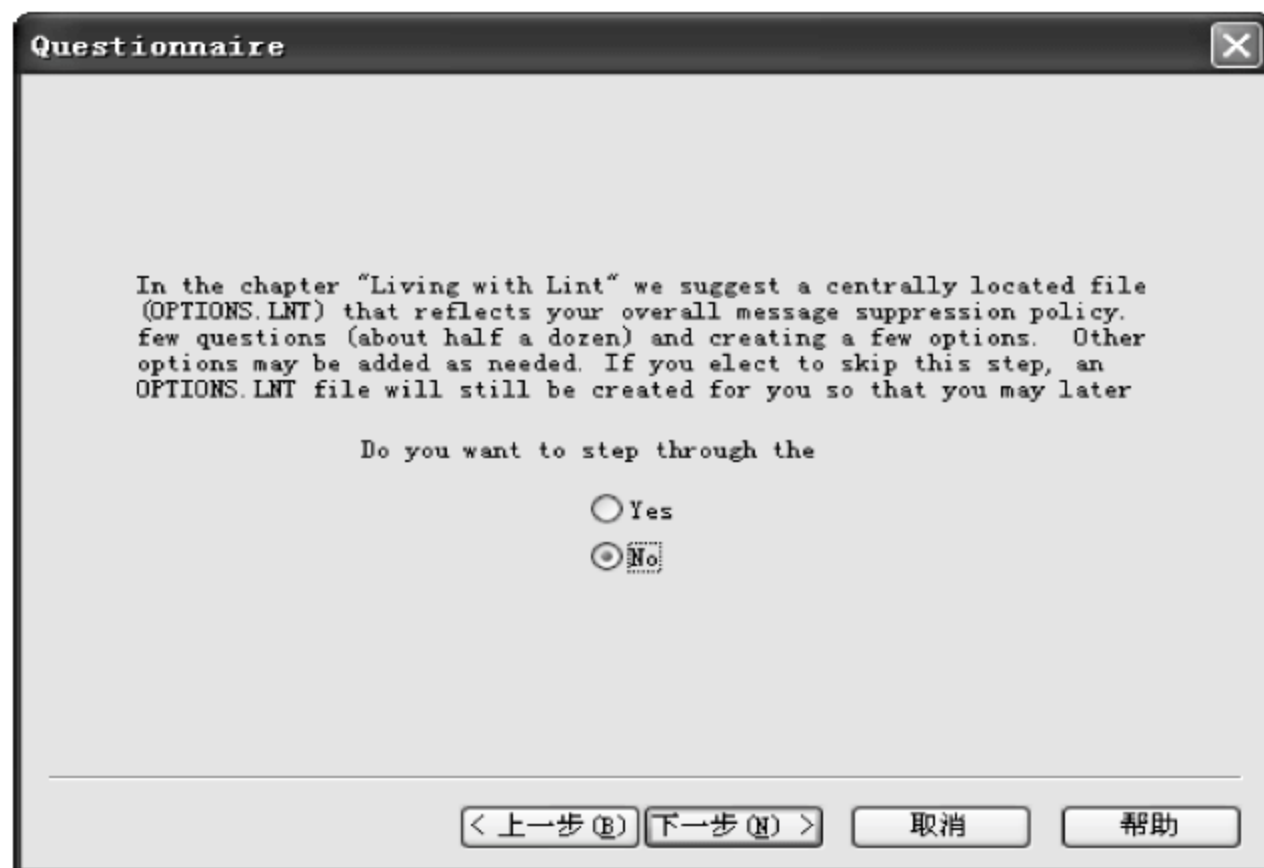 Questionnaire
In the chapter "Living with Lint" we suggest a centrally located file
(OPTIONS.LNT) that reflects your overall message suppression policy.
few questions (about half a dozen) and creating a few options.  Other
options may be added as needed. If you elect to skip this step, an
OPTIONS.LNT file will still be created for you so that you may later
Do you want to step through the
Yes
No
< 上一步(B) 下一步(N) > 取消 帮助